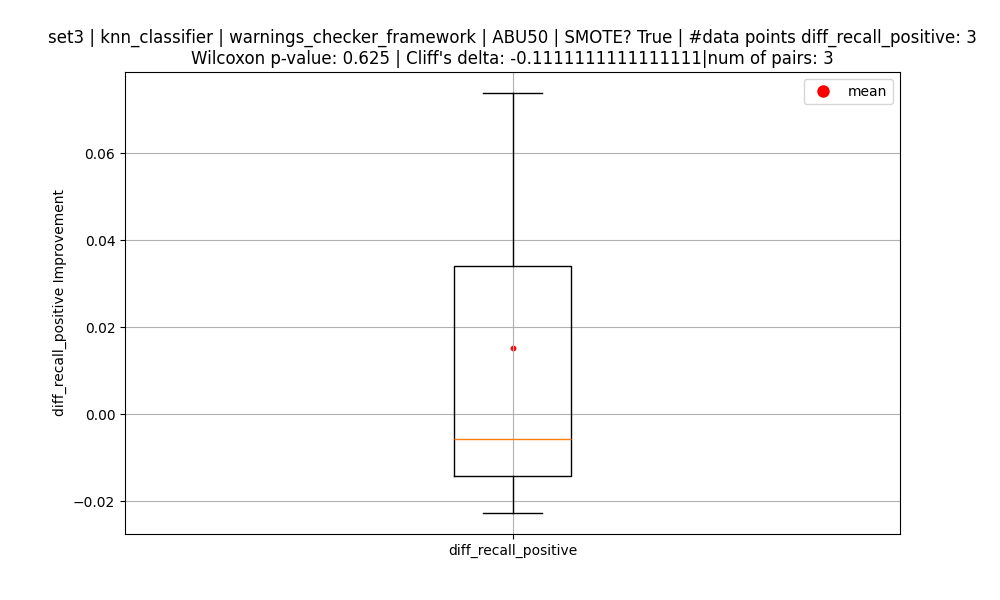 set3 | knn_classifier | warnings_checker_framework | ABU50 | SMOTE? True | #data points diff_recall_positive: 3
Wilcoxon p-value: 0.625 | Cliff's delta: -0.1111111111111111|num of pairs: 3
mean
0.06
0.04
0.02
0.00
−0.02
diff_recall_positive Improvement
diff_recall_positive